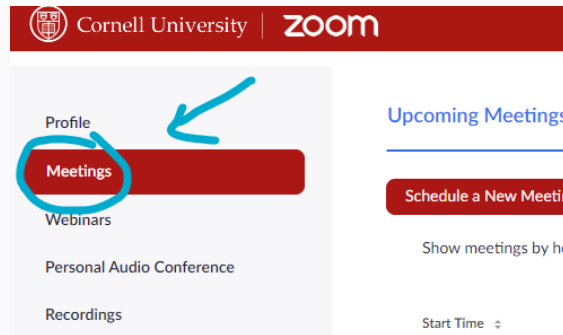 Cornell University zoom
Profile
Meetings
Webinars
Personal Audio Conference
Recordings
Upcoming Meetings
Schedule a New
Show meetings by
Start Time